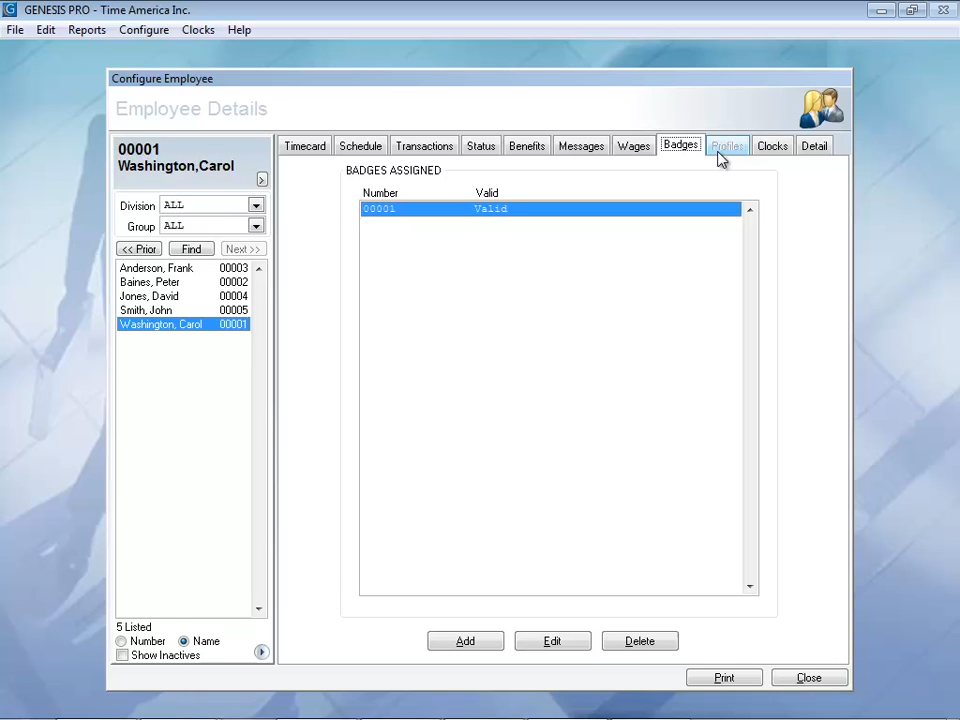 GENESIS PRO - Time America Inc.
File Edit Reports Configure Clocks Help
Configure Employee
Employee Details
00001
Washington,Carol
>
Division ALL
Group ALL
<< Prior Find Next >>
Anderson, Frank 00003
Baines, Peter 00002
Jones, David 00004
Smith, John 00005
Washington, Carol 00001
5 Listed
Number Name
Show Inactives
Timecard Schedule Transactions Status Benefits Messages Wages Badges Profiles Clocks Detail
BADGES ASSIGNED
Number Valid
00001 Valid
Add Edit Delete
Print Close